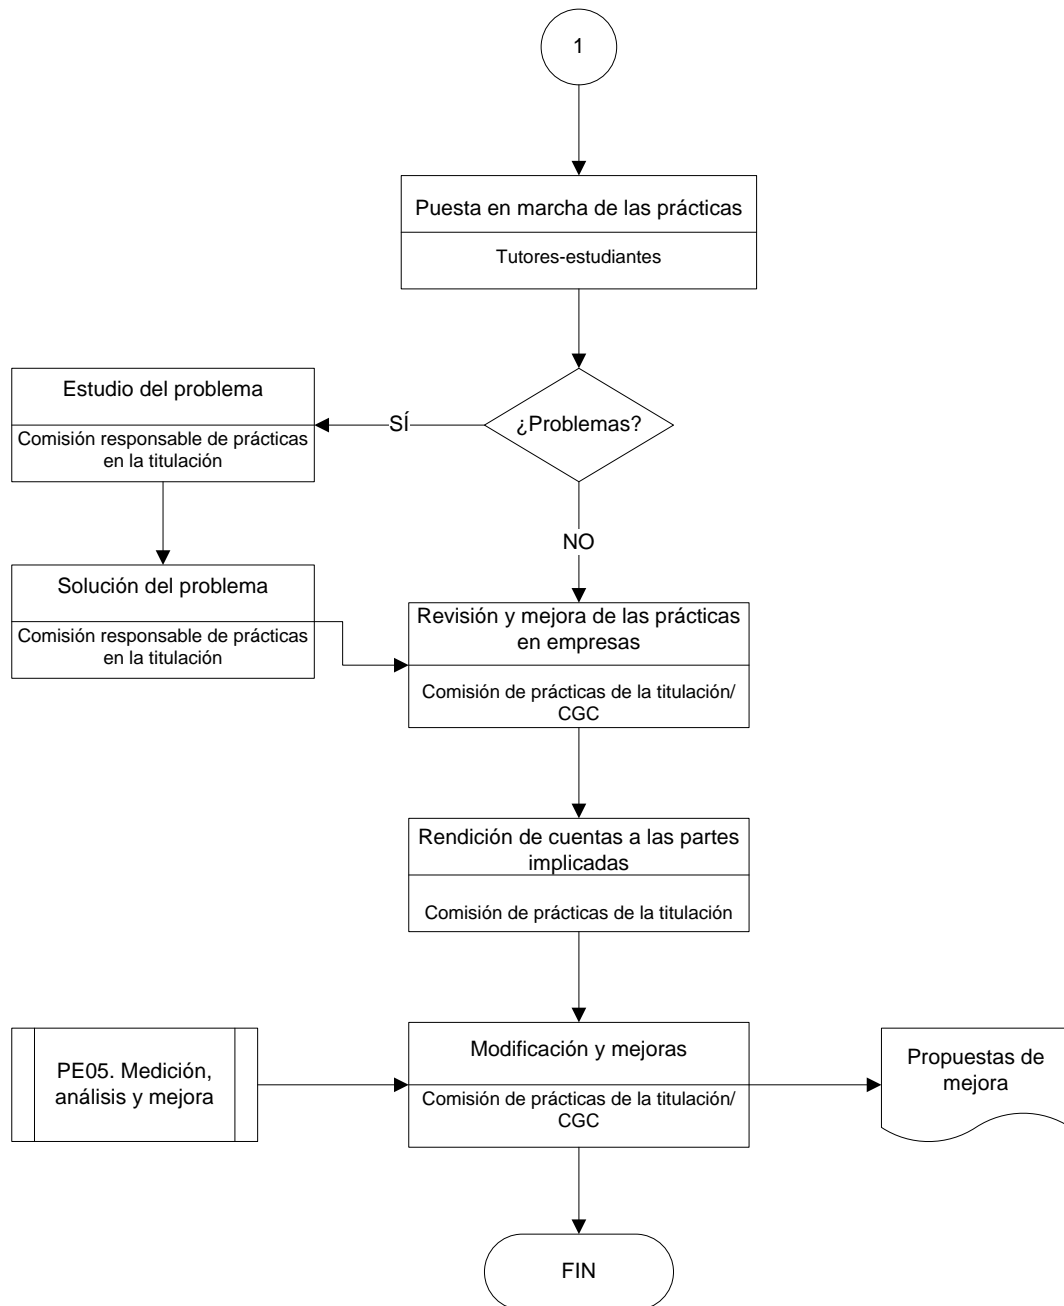 1
Puesta en marcha de las prácticas
Tutores-estudiantes
¿Problemas?
SÍ
Estudio del problema
Comisión responsable de prácticas
en la titulación
NO
Solución del problema
Comisión responsable de prácticas
en la titulación
Revisión y mejora de las prácticas
en empresas
Comisión de prácticas de la titulación/
CGC
Rendición de cuentas a las partes
implicadas
Comisión de prácticas de la titulación
PE05. Medición,
análisis y mejora
Modificación y mejoras
Comisión de prácticas de la titulación/
CGC
Propuestas de
mejora
FIN